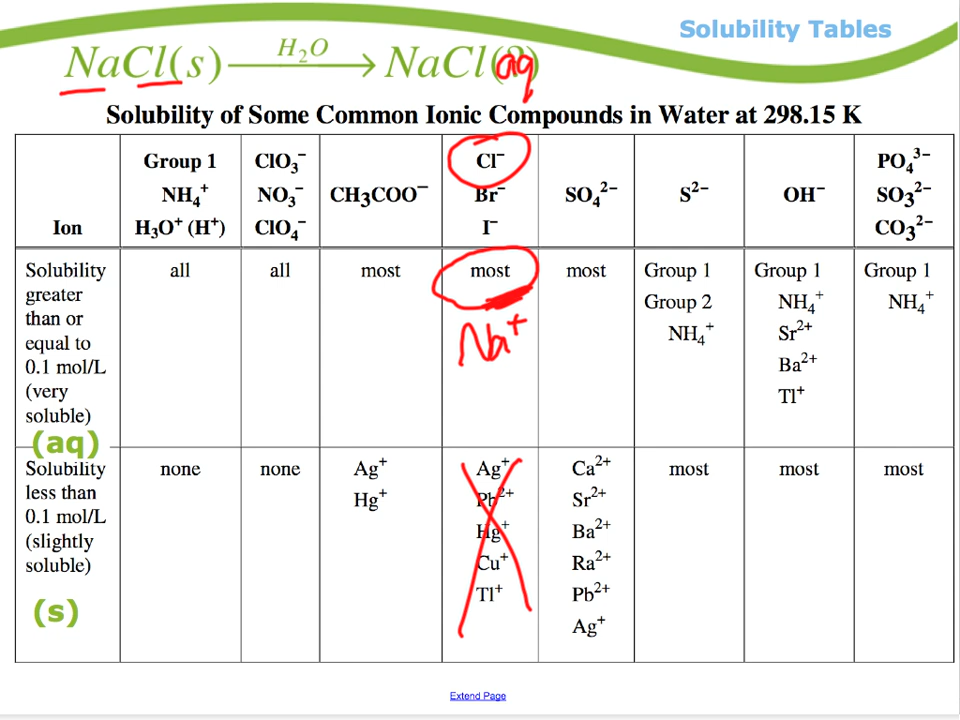 Solubility Tables
NaCl(s) H₂O → NaCl(aq)
Solubility of Some Common Ionic Compounds in Water at 298.15 K
Ion
Group 1
NH₄⁺
H₃O⁺ (H⁺)
ClO₃⁻
NO₃⁻
ClO₄⁻
CH₃COO⁻
Cl⁻
Br⁻
I⁻
SO₄²⁻
S²⁻
OH⁻
PO₄³⁻
SO₃²⁻
CO₃²⁻
Solubility
greater
than or
equal to
0.1 mol/L
(very
soluble)
(aq)
all
all
most
most
Na⁺
most
Group 1
Group 2
NH₄⁺
Group 1
NH₄⁺
Sr²⁺
Ba²⁺
Tl⁺
Group 1
NH₄⁺
Solubility
less than
0.1 mol/L
(slightly
soluble)
(s)
none
none
Ag⁺
Hg⁺
Ag⁺
Pb²⁺
Hg⁺
Cu⁺
Tl⁺
Ca²⁺
Sr²⁺
Ba²⁺
Ra²⁺
Pb²⁺
Ag⁺
most
most
most
Extend Page